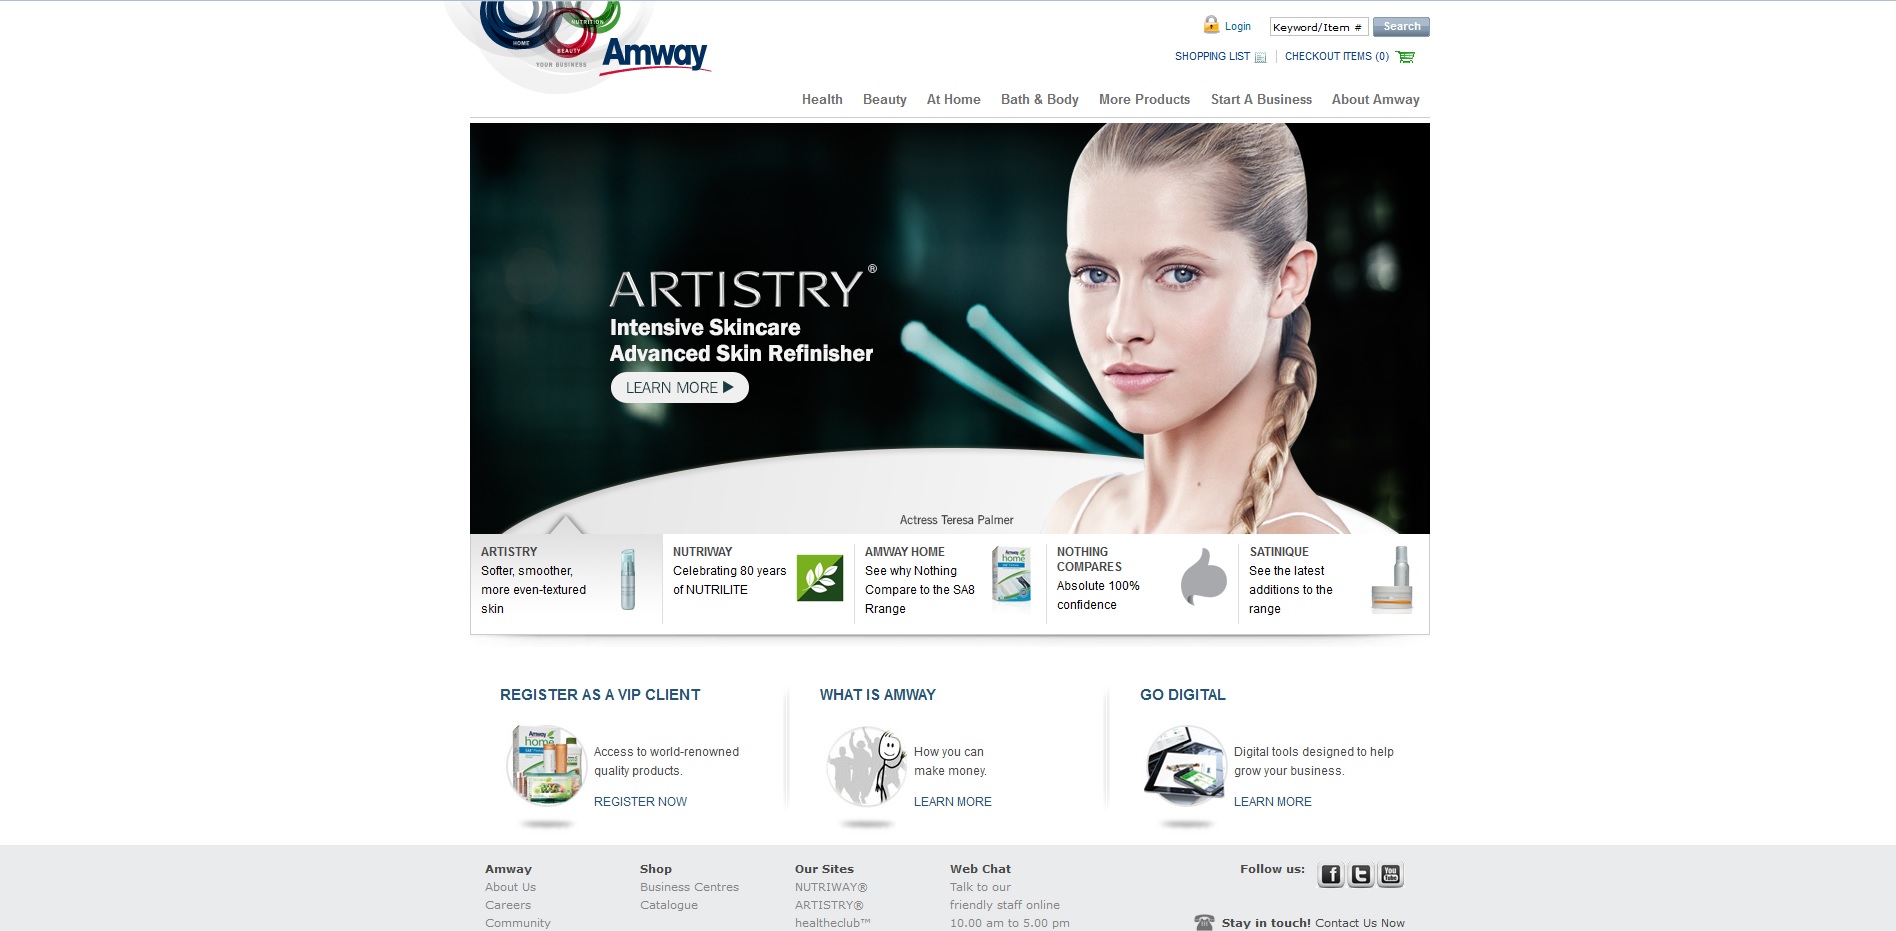 NUTRITION
HOME
BEAUTY
YOUR BUSINESS
Amway
Login
Keyword/Item #
Search
SHOPPING LIST
CHECKOUT ITEMS (0)
Health
Beauty
At Home
Bath & Body
More Products
Start A Business
About Amway
ARTISTRY®
Intensive Skincare
Advanced Skin Refinisher
LEARN MORE
Actress Teresa Palmer
ARTISTRY
Softer, smoother,
more even-textured
skin
NUTRIWAY
Celebrating 80 years
of NUTRILITE
AMWAY HOME
See why Nothing
Compare to the SA8
Rrange
Amway
home
NOTHING
COMPARES
Absolute 100%
confidence
SATINIQUE
See the latest
additions to the
range
REGISTER AS A VIP CLIENT
Amway
home
Access to world-renowned
quality products.
REGISTER NOW
WHAT IS AMWAY
How you can
make money.
LEARN MORE
GO DIGITAL
Digital tools designed to help
grow your business.
LEARN MORE
Amway
About Us
Careers
Community
Shop
Business Centres
Catalogue
Our Sites
NUTRIWAY®
ARTISTRY®
healtheclub™
Web Chat
Talk to our
friendly staff online
10.00 am to 5.00 pm
Follow us:
f
t
You Tube
Stay in touch! Contact Us Now